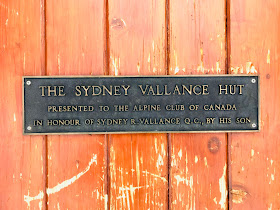 THE SYDNEY VALLANCE HUT
PRESENTED TO THE ALPINE CLUB OF CANADA
IN HONOUR OF SYDNEY R. VALLANCE Q.C., BY HIS SON